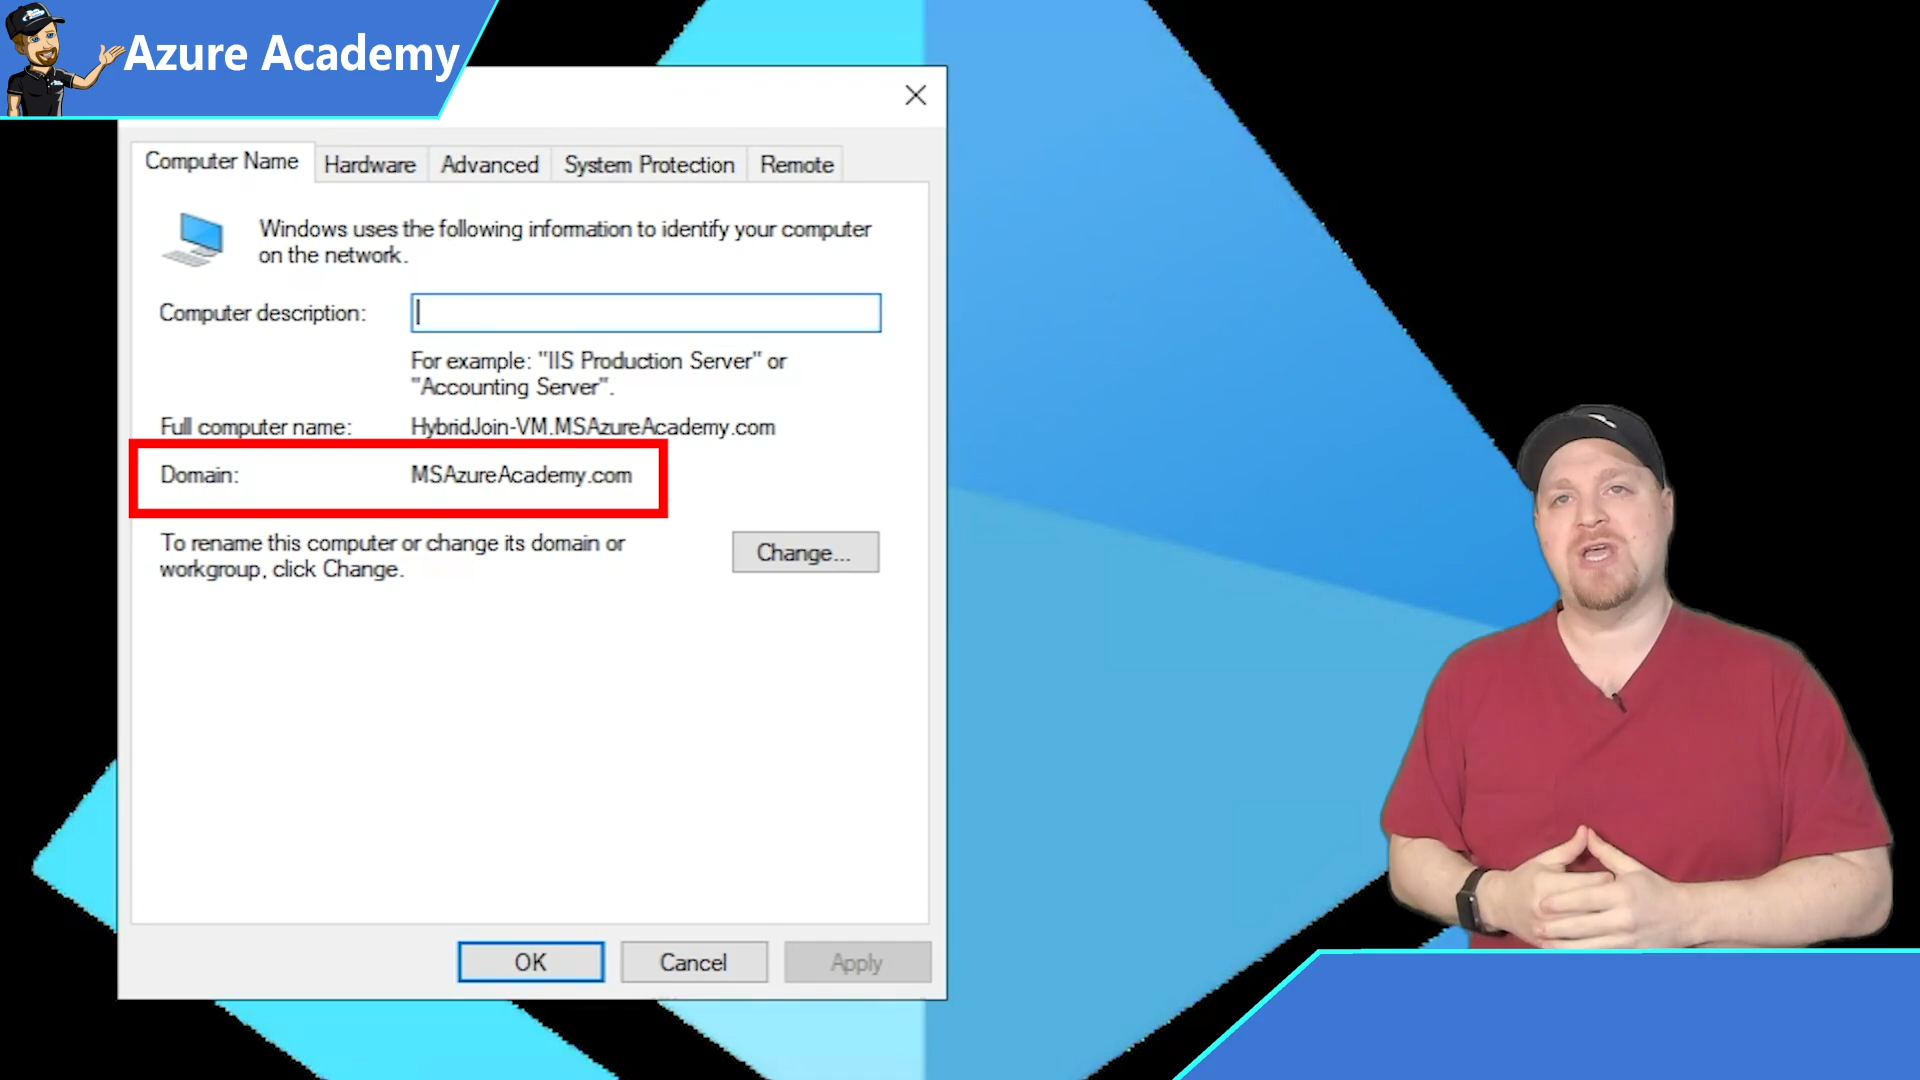 Azure Academy
Computer Name
Hardware
Advanced
System Protection
Remote
Windows uses the following information to identify your computer
on the network.
Computer description:
For example: "IIS Production Server" or
"Accounting Server".
Full computer name: HybridJoin-VM.MSAzureAcademy.com
Domain: MSAzureAcademy.com
To rename this computer or change its domain or
workgroup, click Change.
Change...
OK
Cancel
Apply